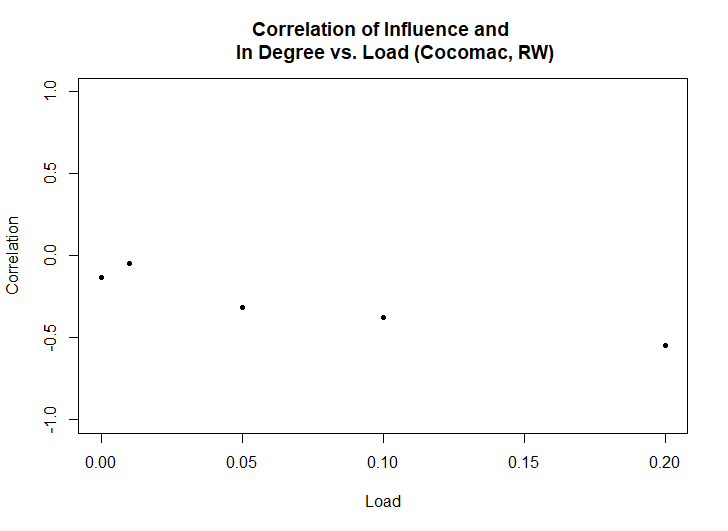 Correlation of Influence and
In Degree vs. Load (Cocomac, RW)
1.0
0.5
0.0
-0.5
-1.0
Correlation
0.00 0.05 0.10 0.15 0.20
Load